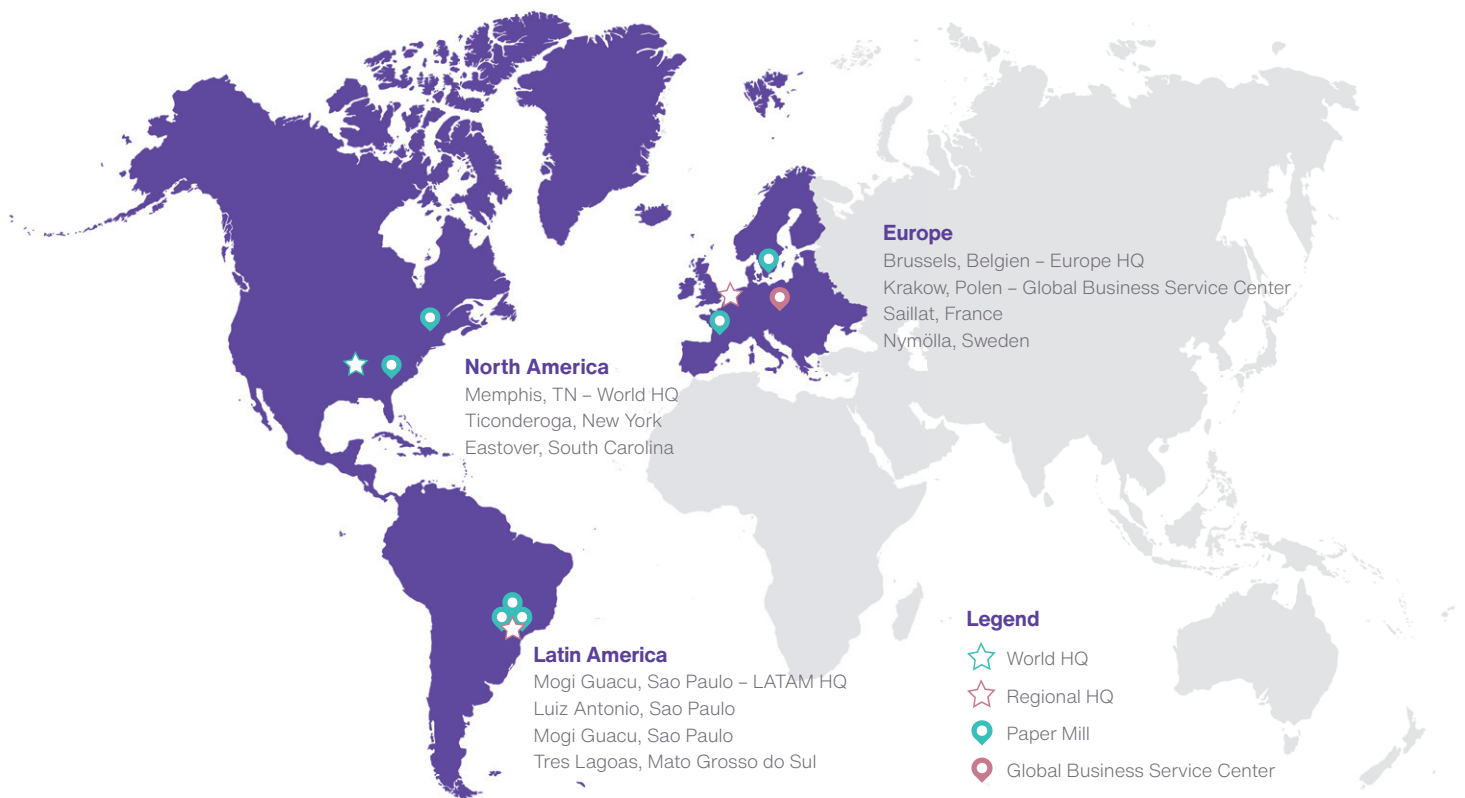 Europe
Brussels, Belgien – Europe HQ
Krakow, Polen – Global Business Service Center
Saillat, France
Nymölla, Sweden
North America
Memphis, TN – World HQ
Ticonderoga, New York
Eastover, South Carolina
Latin America
Mogi Guacu, Sao Paulo – LATAM HQ
Luiz Antonio, Sao Paulo
Mogi Guacu, Sao Paulo
Tres Lagoas, Mato Grosso do Sul
Legend
World HQ
Regional HQ
Paper Mill
Global Business Service Center